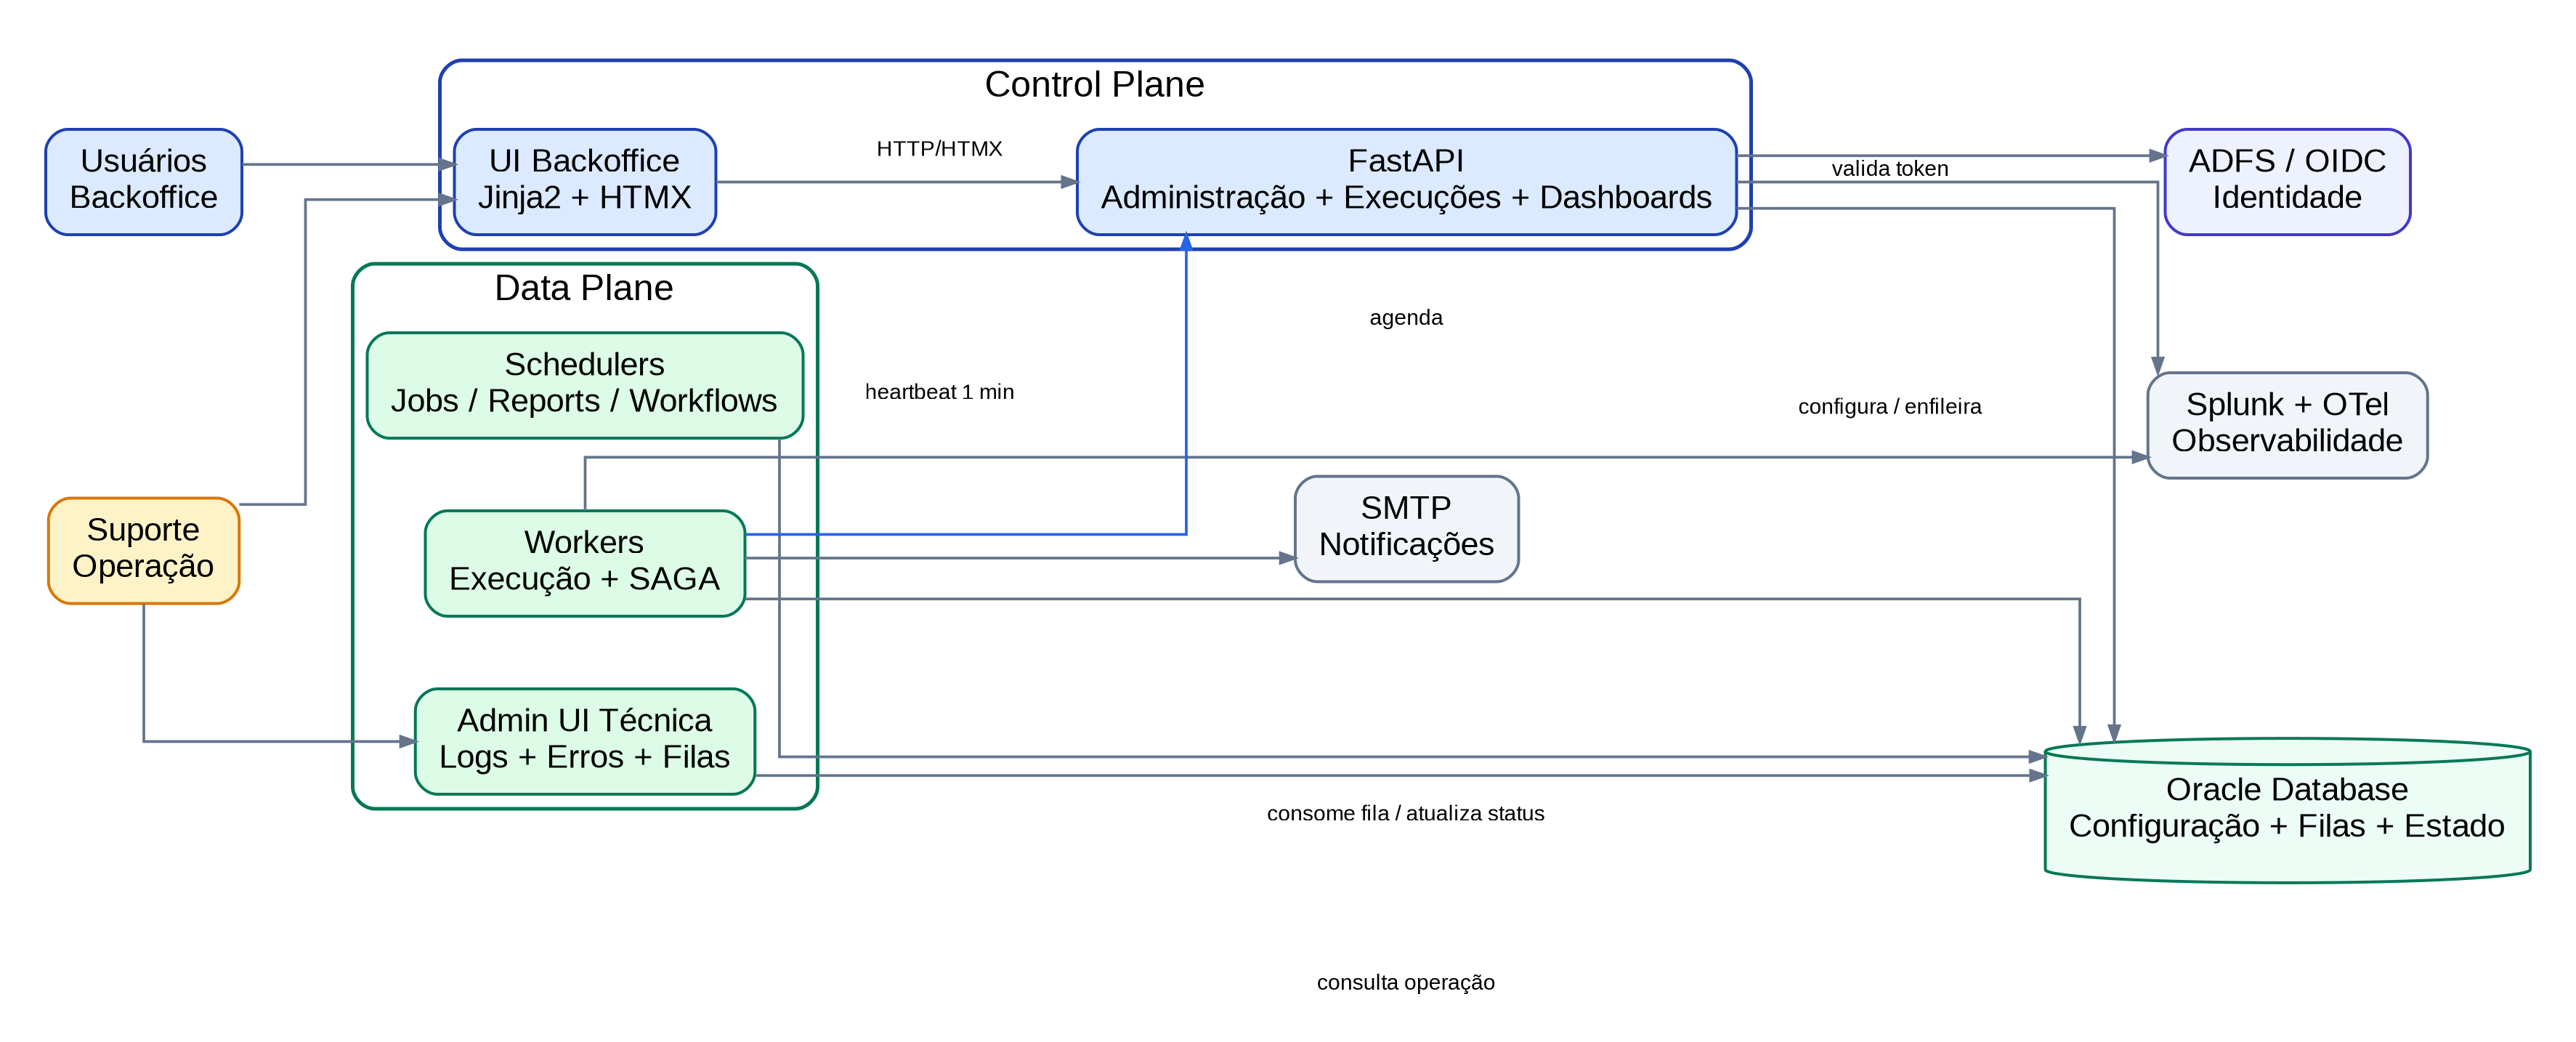 Control Plane
Usuários
Backoffice
UI Backoffice
Jinja2 + HTMX
HTTP/HTMX
FastAPI
Administração + Execuções + Dashboards
valida token
ADFS / OIDC
Identidade
Data Plane
Schedulers
Jobs / Reports / Workflows
agenda
heartbeat 1 min
configura / enfileira
Splunk + OTel
Observabilidade
Suporte
Operação
Workers
Execução + SAGA
SMTP
Notificações
Admin UI Técnica
Logs + Erros + Filas
consome fila / atualiza status
Oracle Database
Configuração + Filas + Estado
consulta operação